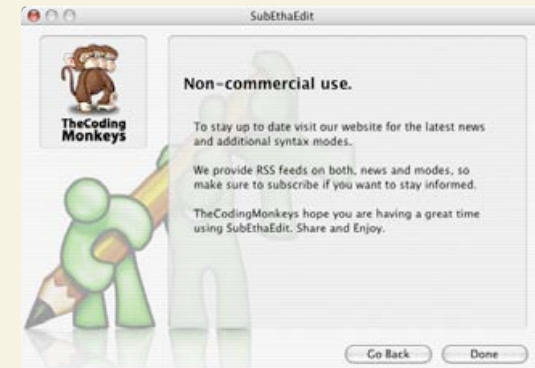 SubEthaEdit
TheCoding
Monkeys
Non-commercial use.
To stay up to date visit our website for the latest news
and additional syntax modes.
We provide RSS feeds on both, news and modes, so
make sure to subscribe if you want to stay informed.
TheCodingMonkeys hope you are having a great time
using SubEthaEdit. Share and Enjoy.
Go Back
Done